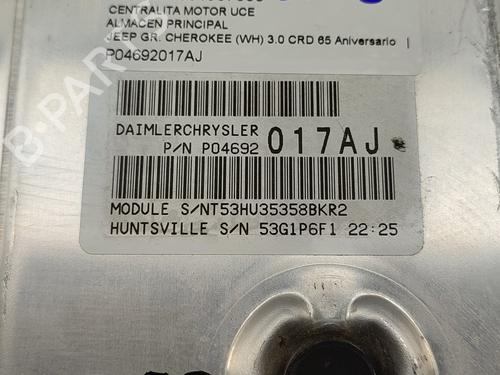 CENTRALITA MOTOR UCE
ALMACEN PRINCIPAL
JEEP GR. CHEROKEE (WH) 3.0 CRD 65 Aniversario |
P04692017AJ
DAIMLERCHRYSLER
P/N P04692 017AJ
MODULE S/NT53HU35358BKR2
HUNTSVILLE S/N 53G1P6F1 22:25
B-PARTS